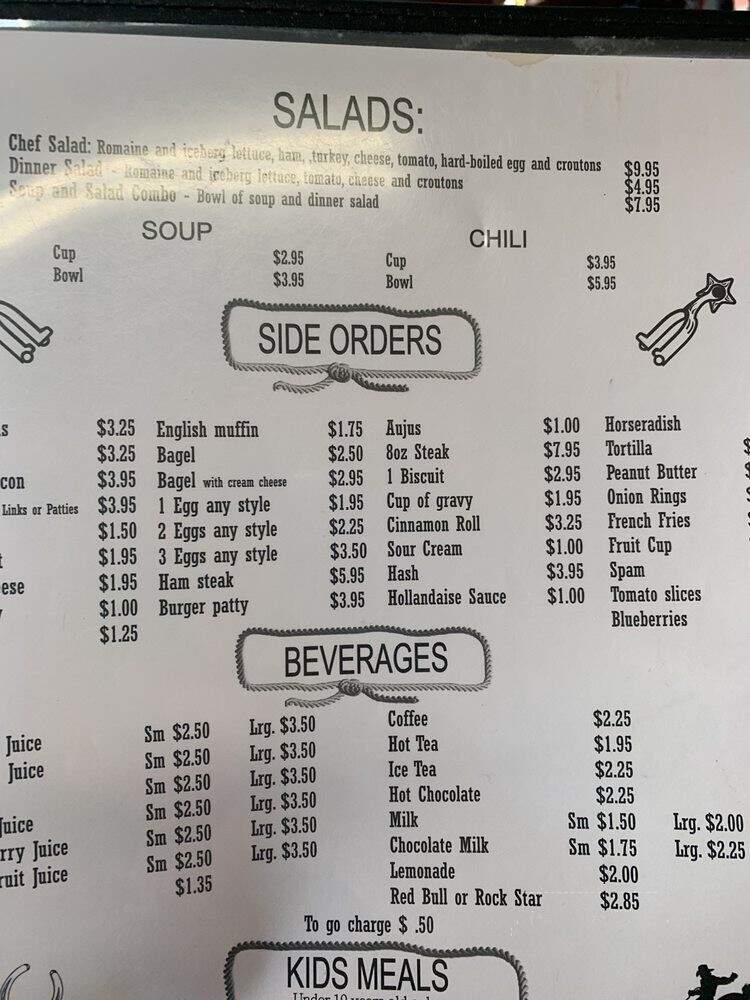 SALADS:
Chef Salad: Romaine and iceberg lettuce, ham, ,turkey, cheese, tomato, hard-boiled egg and croutons $9.95
Dinner Salad - Romaine and iceberg lettuce, tomato, cheese and croutons $4.95
Soup and Salad Combo - Bowl of soup and dinner salad $7.95
SOUP CHILI
Cup $2.95 Cup $3.95
Bowl $3.95 Bowl $5.95
SIDE ORDERS
s $3.25 English muffin $1.75 Aujus $1.00 Horseradish
$3.25 Bagel $2.50 8oz Steak $7.95 Tortilla $
con $3.95 Bagel with cream cheese $2.95 1 Biscuit $2.95 Peanut Butter $
Links or Patties $3.95 1 Egg any style $1.95 Cup of gravy $1.95 Onion Rings $
$1.50 2 Eggs any style $2.25 Cinnamon Roll $3.25 French Fries
t $1.95 3 Eggs any style $3.50 Sour Cream $1.00 Fruit Cup
ese $1.95 Ham steak $5.95 Hash $3.95 Spam
$1.00 Burger patty $3.95 Hollandaise Sauce $1.00 Tomato slices
$1.25 Blueberries
BEVERAGES
Juice Sm $2.50 Lrg. $3.50 Coffee $2.25
Juice Sm $2.50 Lrg. $3.50 Hot Tea $1.95
Sm $2.50 Lrg. $3.50 Ice Tea $2.25
Juice Sm $2.50 Lrg. $3.50 Hot Chocolate $2.25
rry Juice Sm $2.50 Lrg. $3.50 Milk Sm $1.50 Lrg. $2.00
ruit Juice Sm $2.50 Lrg. $3.50 Chocolate Milk Sm $1.75 Lrg. $2.25
$1.35 Lemonade $2.00
Red Bull or Rock Star $2.85
To go charge $ .50
KIDS MEALS
Under 10 years old